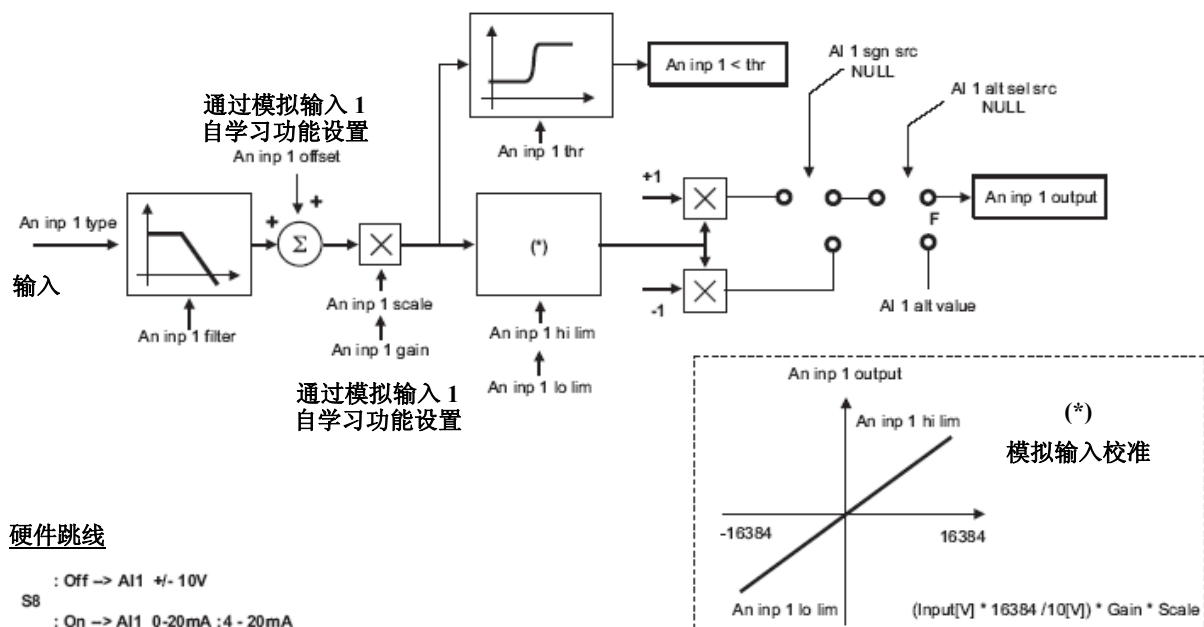 An inp 1 < thr
AI 1 sgn src
NULL
AI 1 alt sel src
NULL
通过模拟输入 1
自学习功能设置
An inp 1 offset
An inp 1 thr
+
+
+1
An inp 1 type
Σ
(*)
An inp 1 output
F
输入
-1
An inp 1 scale
AI 1 alt value
An inp 1 filter
An inp 1 hi lim
An inp 1 gain
An inp 1 lo lim
通过模拟输入 1
自学习功能设置
An inp 1 output
An inp 1 hi lim
(*)
模拟输入校准
-16384
16384
An inp 1 lo lim
(Input[V] * 16384 /10[V]) * Gain * Scale
硬件跳线
: Off --> AI1 +/- 10V
S8
: On --> AI1 0-20mA ; 4 - 20mA